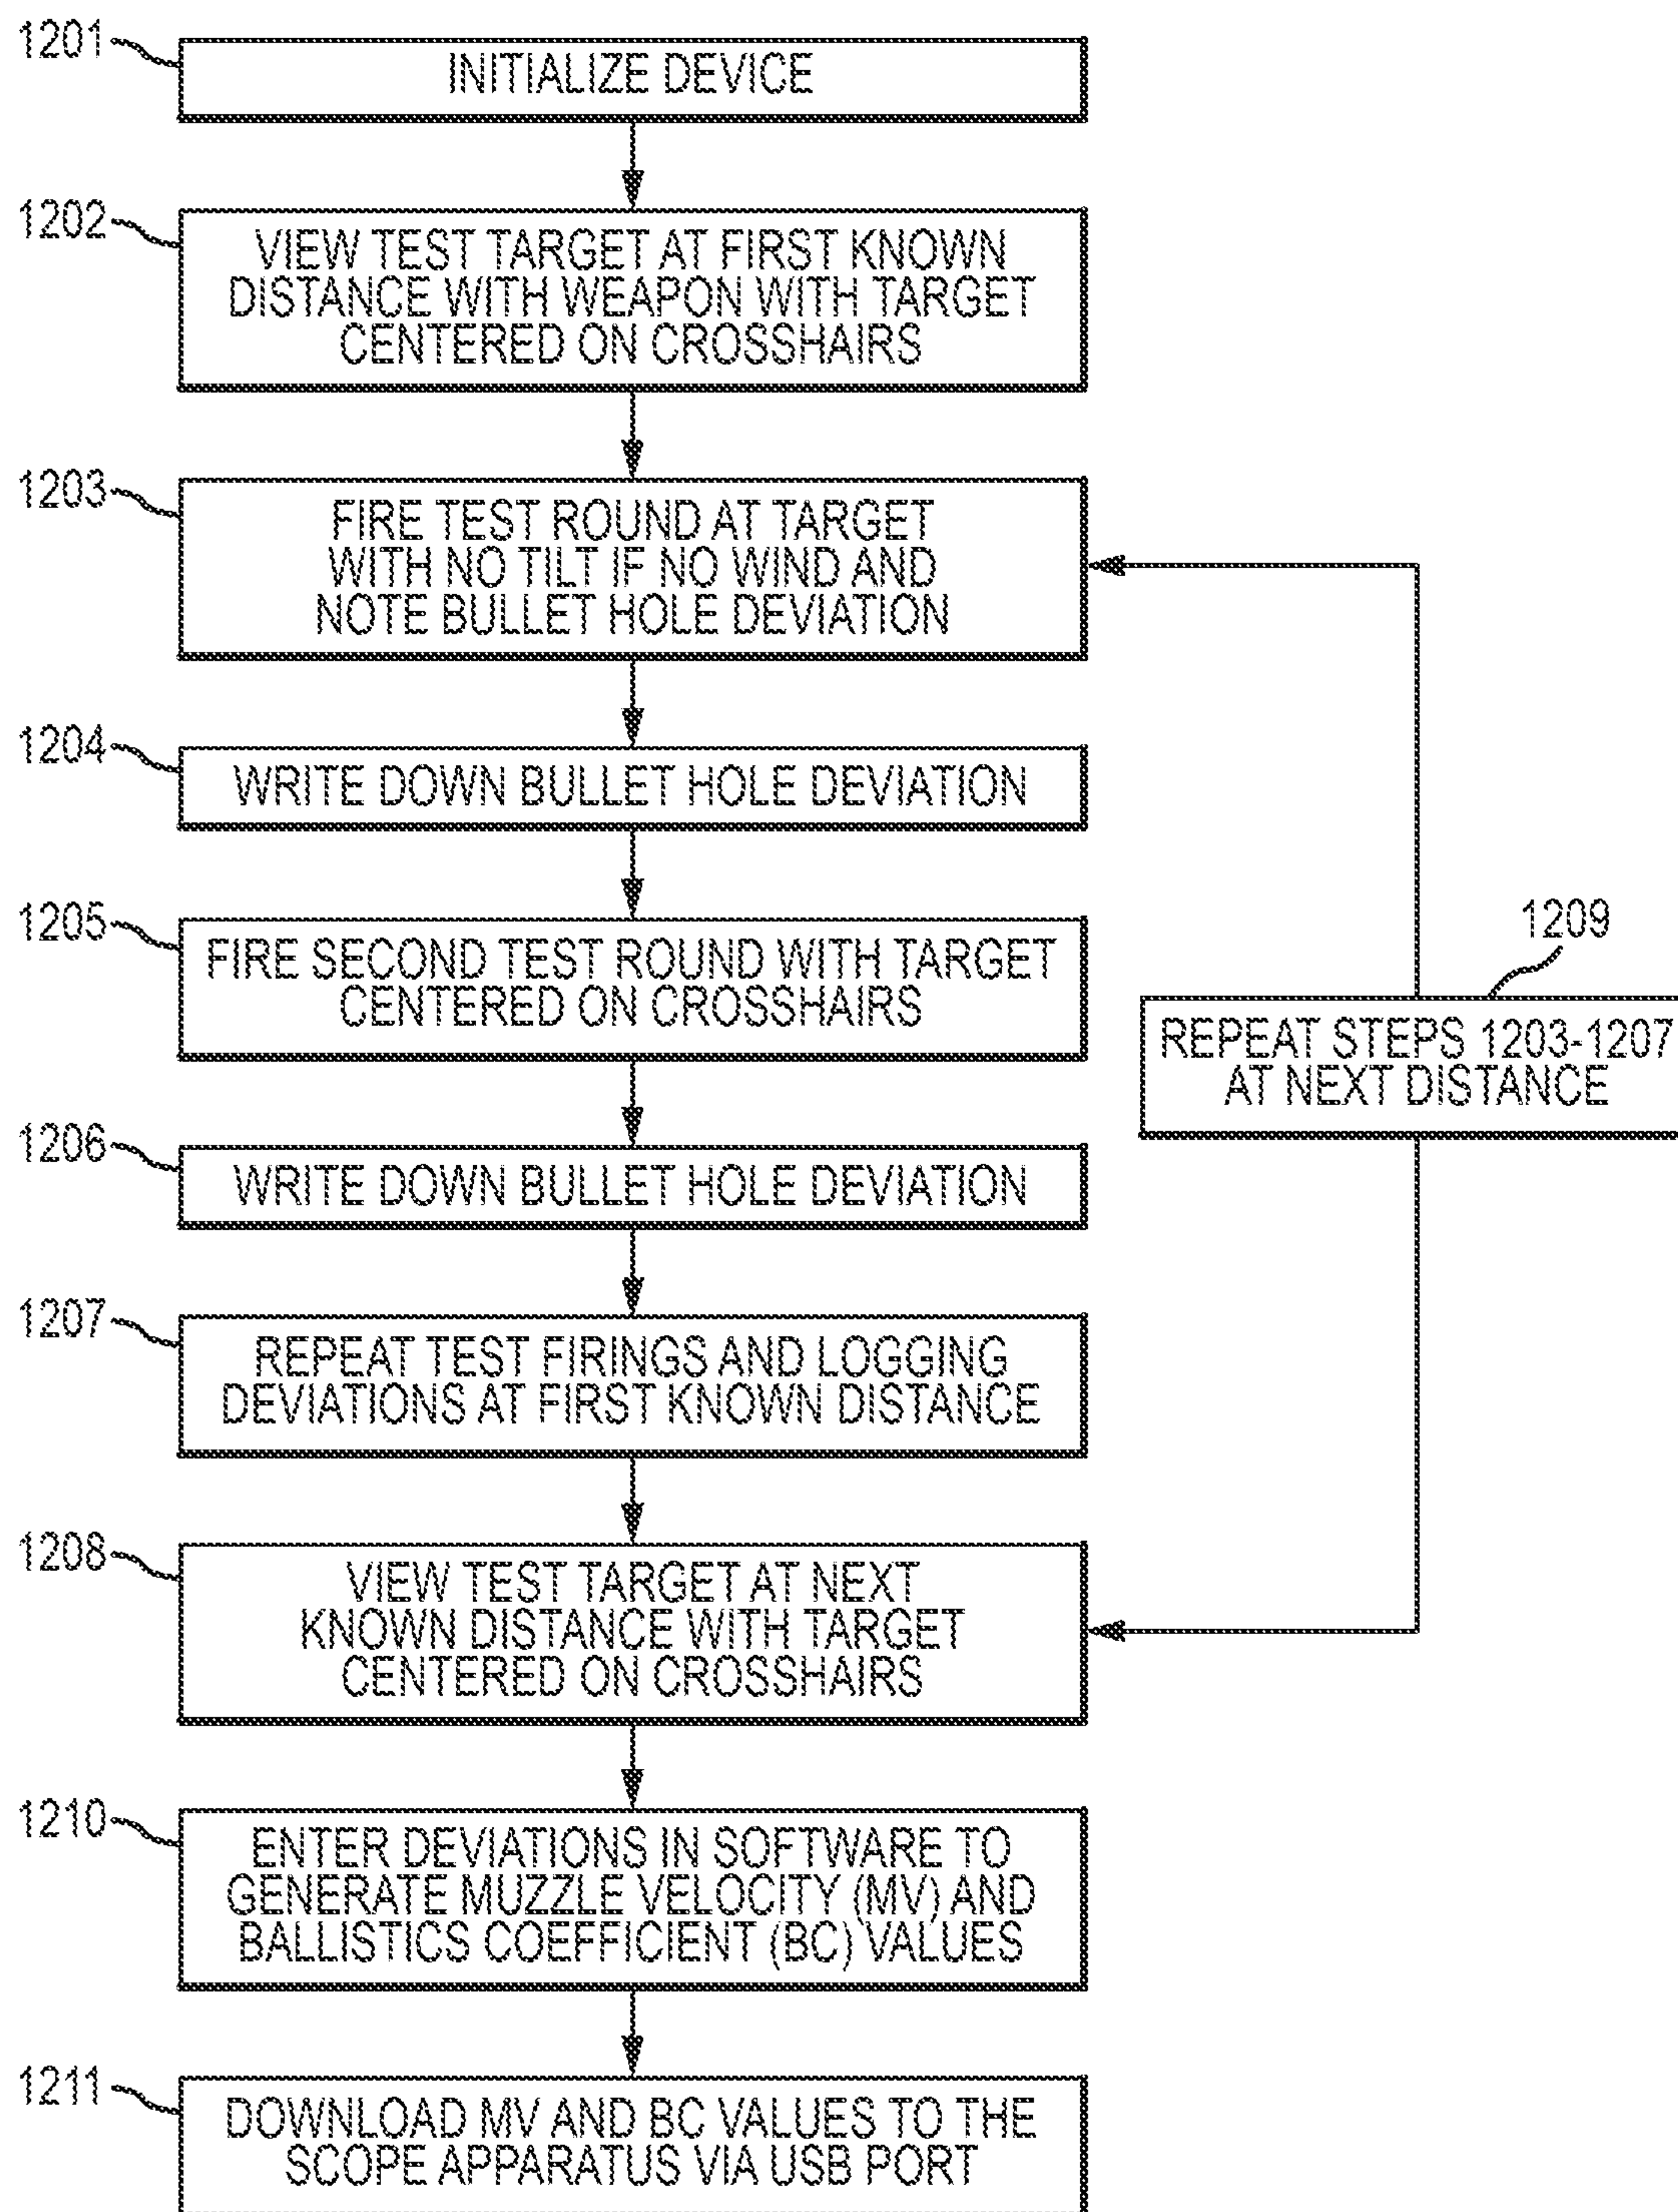 1201
INITIALIZE DEVICE
1202
VIEW TEST TARGET AT FIRST KNOWN
DISTANCE WITH WEAPON WITH TARGET
CENTERED ON CROSSHAIRS
1203
FIRE TEST ROUND AT TARGET
WITH NO TILT IF NO WIND AND
NOTE BULLET HOLE DEVIATION
1204
WRITE DOWN BULLET HOLE DEVIATION
1205
FIRE SECOND TEST ROUND WITH TARGET
CENTERED ON CROSSHAIRS
1209
REPEAT STEPS 1203-1207
AT NEXT DISTANCE
1206
WRITE DOWN BULLET HOLE DEVIATION
1207
REPEAT TEST FIRINGS AND LOGGING
DEVIATIONS AT FIRST KNOWN DISTANCE
1208
VIEW TEST TARGET AT NEXT
KNOWN DISTANCE WITH TARGET
CENTERED ON CROSSHAIRS
1210
ENTER DEVIATIONS IN SOFTWARE TO
GENERATE MUZZLE VELOCITY (MV) AND
BALLISTICS COEFFICIENT (BC) VALUES
1211
DOWNLOAD MV AND BC VALUES TO THE
SCOPE APPARATUS VIA USB PORT